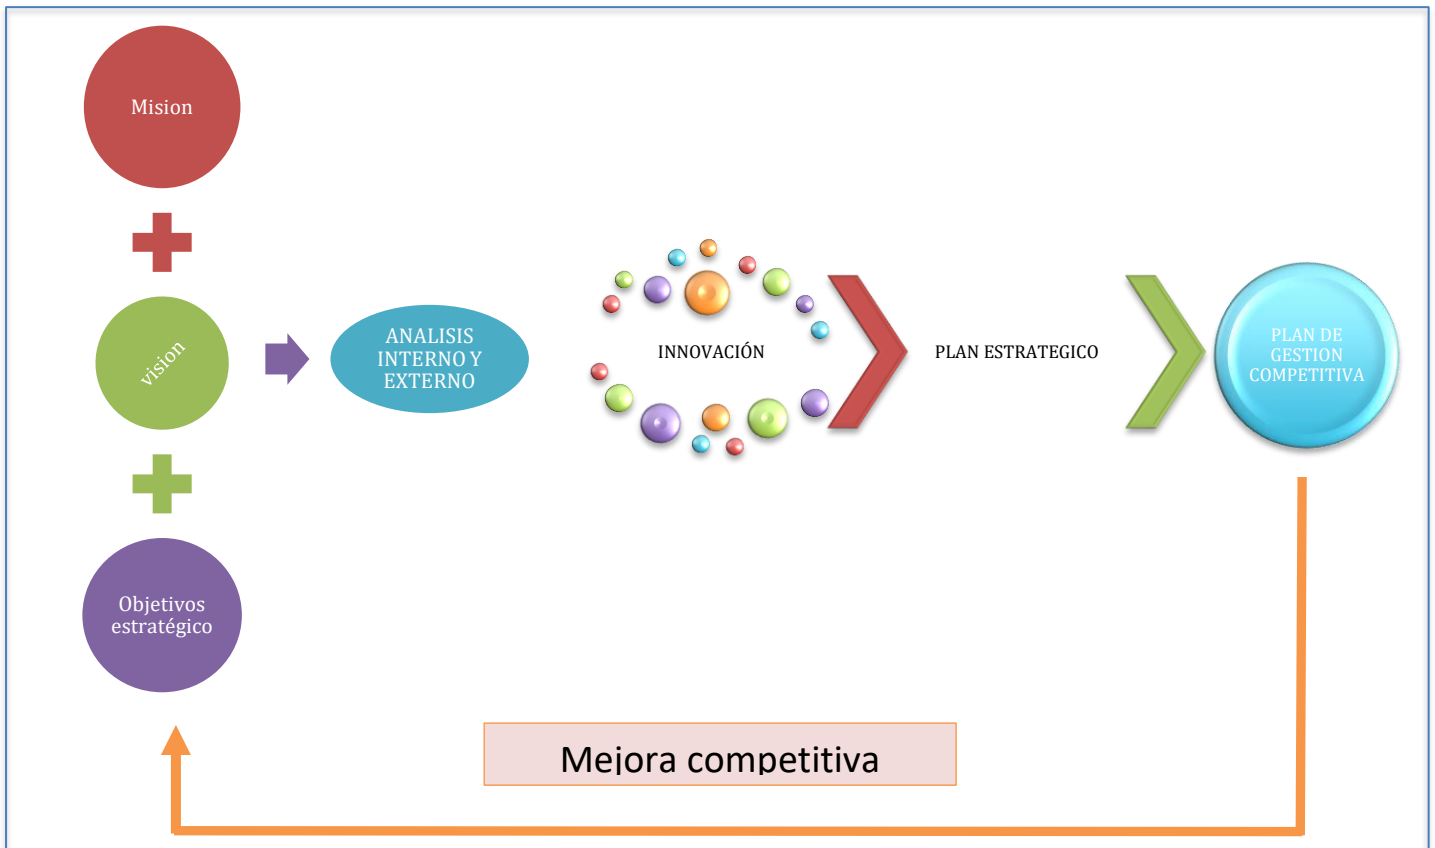 Mision
vision
Objetivos
estratégico
ANALISIS
INTERNO Y
EXTERNO
INNOVACIÓN
PLAN ESTRATEGICO
PLAN DE
GESTION
COMPETITIVA
Mejora competitiva